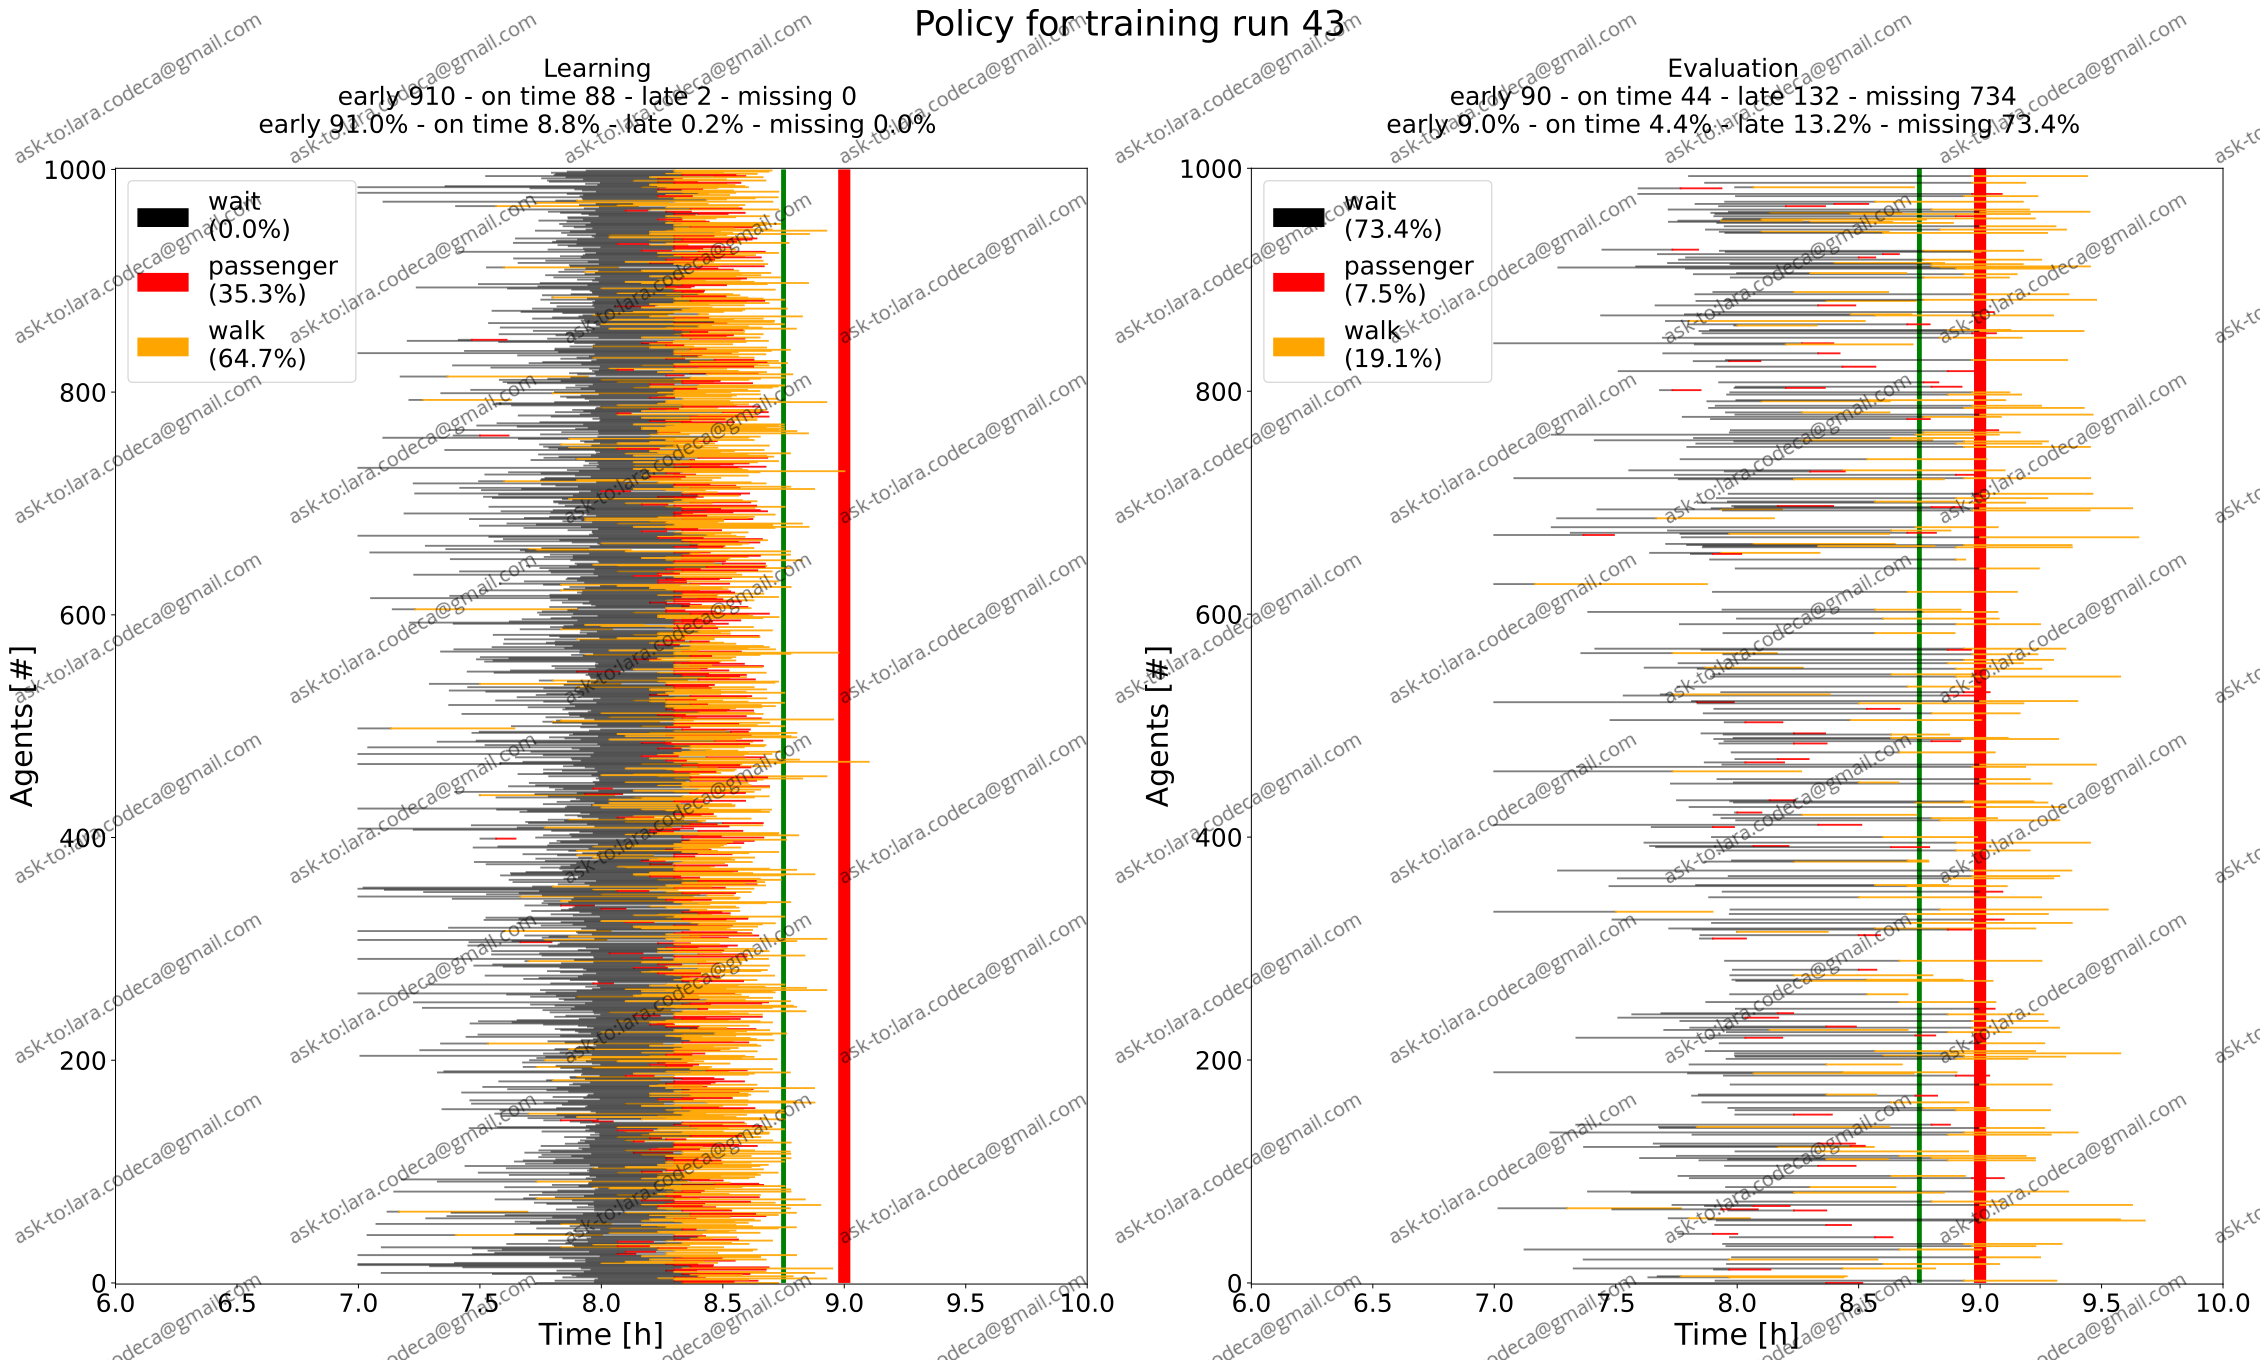 Policy for training run 43
Learning
early 910 - on time 88 - late 2 - missing 0
early 91.0% - on time 8.8% - late 0.2% - missing 0.0%
wait
(0.0%)
passenger
(35.3%)
walk
(64.7%)
1000
800
600
400
200
0
Agents [#]
6.0 6.5 7.0 7.5 8.0 8.5 9.0 9.5 10.0
Time [h]
Evaluation
early 90 - on time 44 - late 132 - missing 734
early 9.0% - on time 4.4% - late 13.2% - missing 73.4%
wait
(73.4%)
passenger
(7.5%)
walk
(19.1%)
1000
800
600
400
200
0
Agents [#]
6.0 6.5 7.0 7.5 8.0 8.5 9.0 9.5 10.0
Time [h]
ask-to:lara.codeca@gmail.com